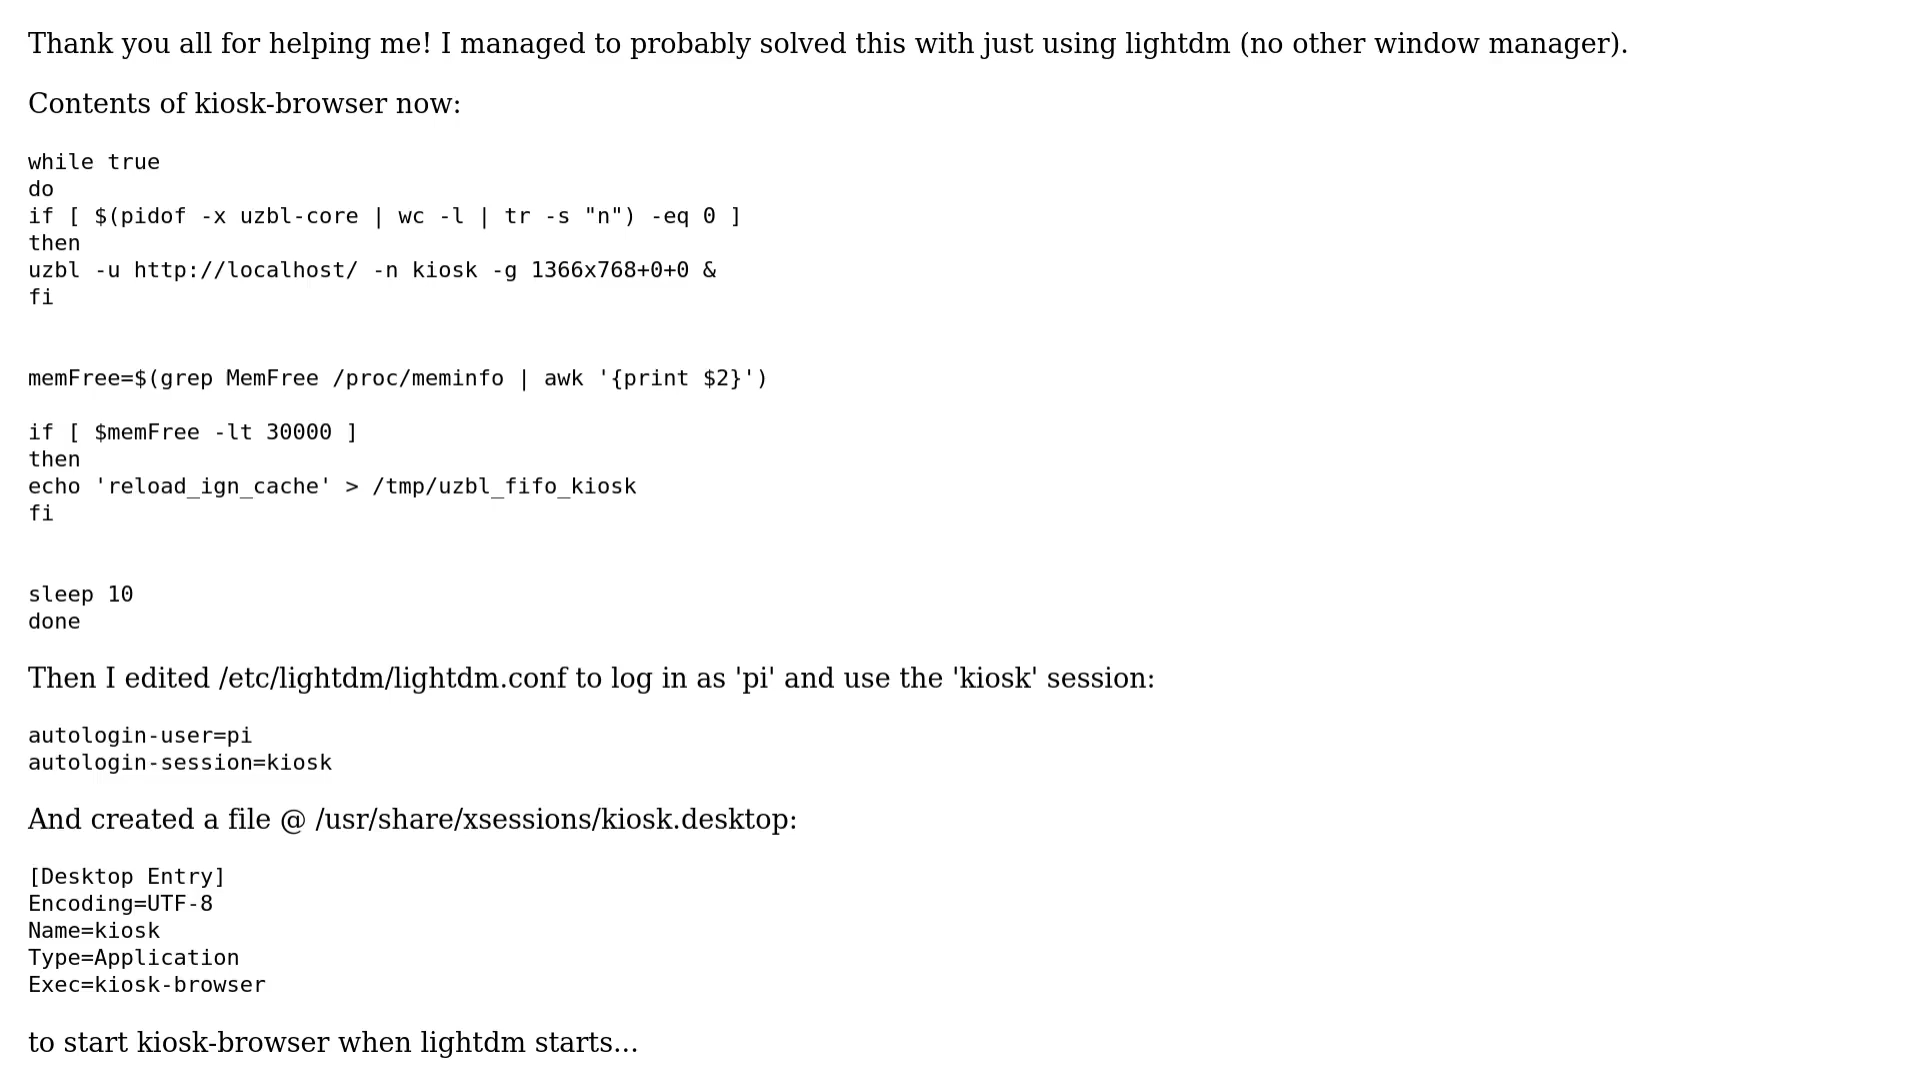 Thank you all for helping me! I managed to probably solved this with just using lightdm (no other window manager).
Contents of kiosk-browser now:
while true
do
if [ $(pidof -x uzbl-core | wc -l | tr -s "n") -eq 0 ]
then
uzbl -u http://localhost/ -n kiosk -g 1366x768+0+0 &
fi
memFree=$(grep MemFree /proc/meminfo | awk '{print $2}')
if [ $memFree -lt 30000 ]
then
echo 'reload_ign_cache' > /tmp/uzbl_fifo_kiosk
fi
sleep 10
done
Then I edited /etc/lightdm/lightdm.conf to log in as 'pi' and use the 'kiosk' session:
autologin-user=pi
autologin-session=kiosk
And created a file @ /usr/share/xsessions/kiosk.desktop:
[Desktop Entry]
Encoding=UTF-8
Name=kiosk
Type=Application
Exec=kiosk-browser
to start kiosk-browser when lightdm starts...